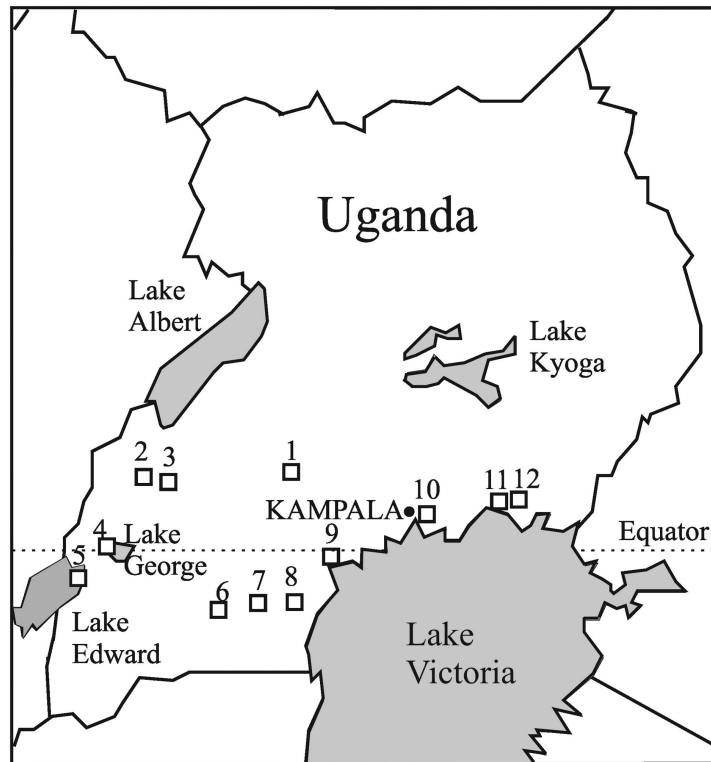 Uganda
Lake
Albert
Lake
Kyoga
2
3
1
KAMPALA
10
11
12
4
Lake
George
9
Equator
5
6
7
8
Lake
Edward
Lake
Victoria